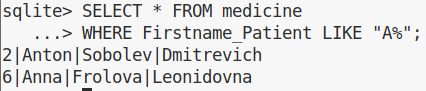 sqlite> SELECT * FROM medicine
   ...> WHERE Firstname_Patient LIKE "A%";
2|Anton|Sobolev|Dmitrevich
6|Anna|Frolova|Leonidovna